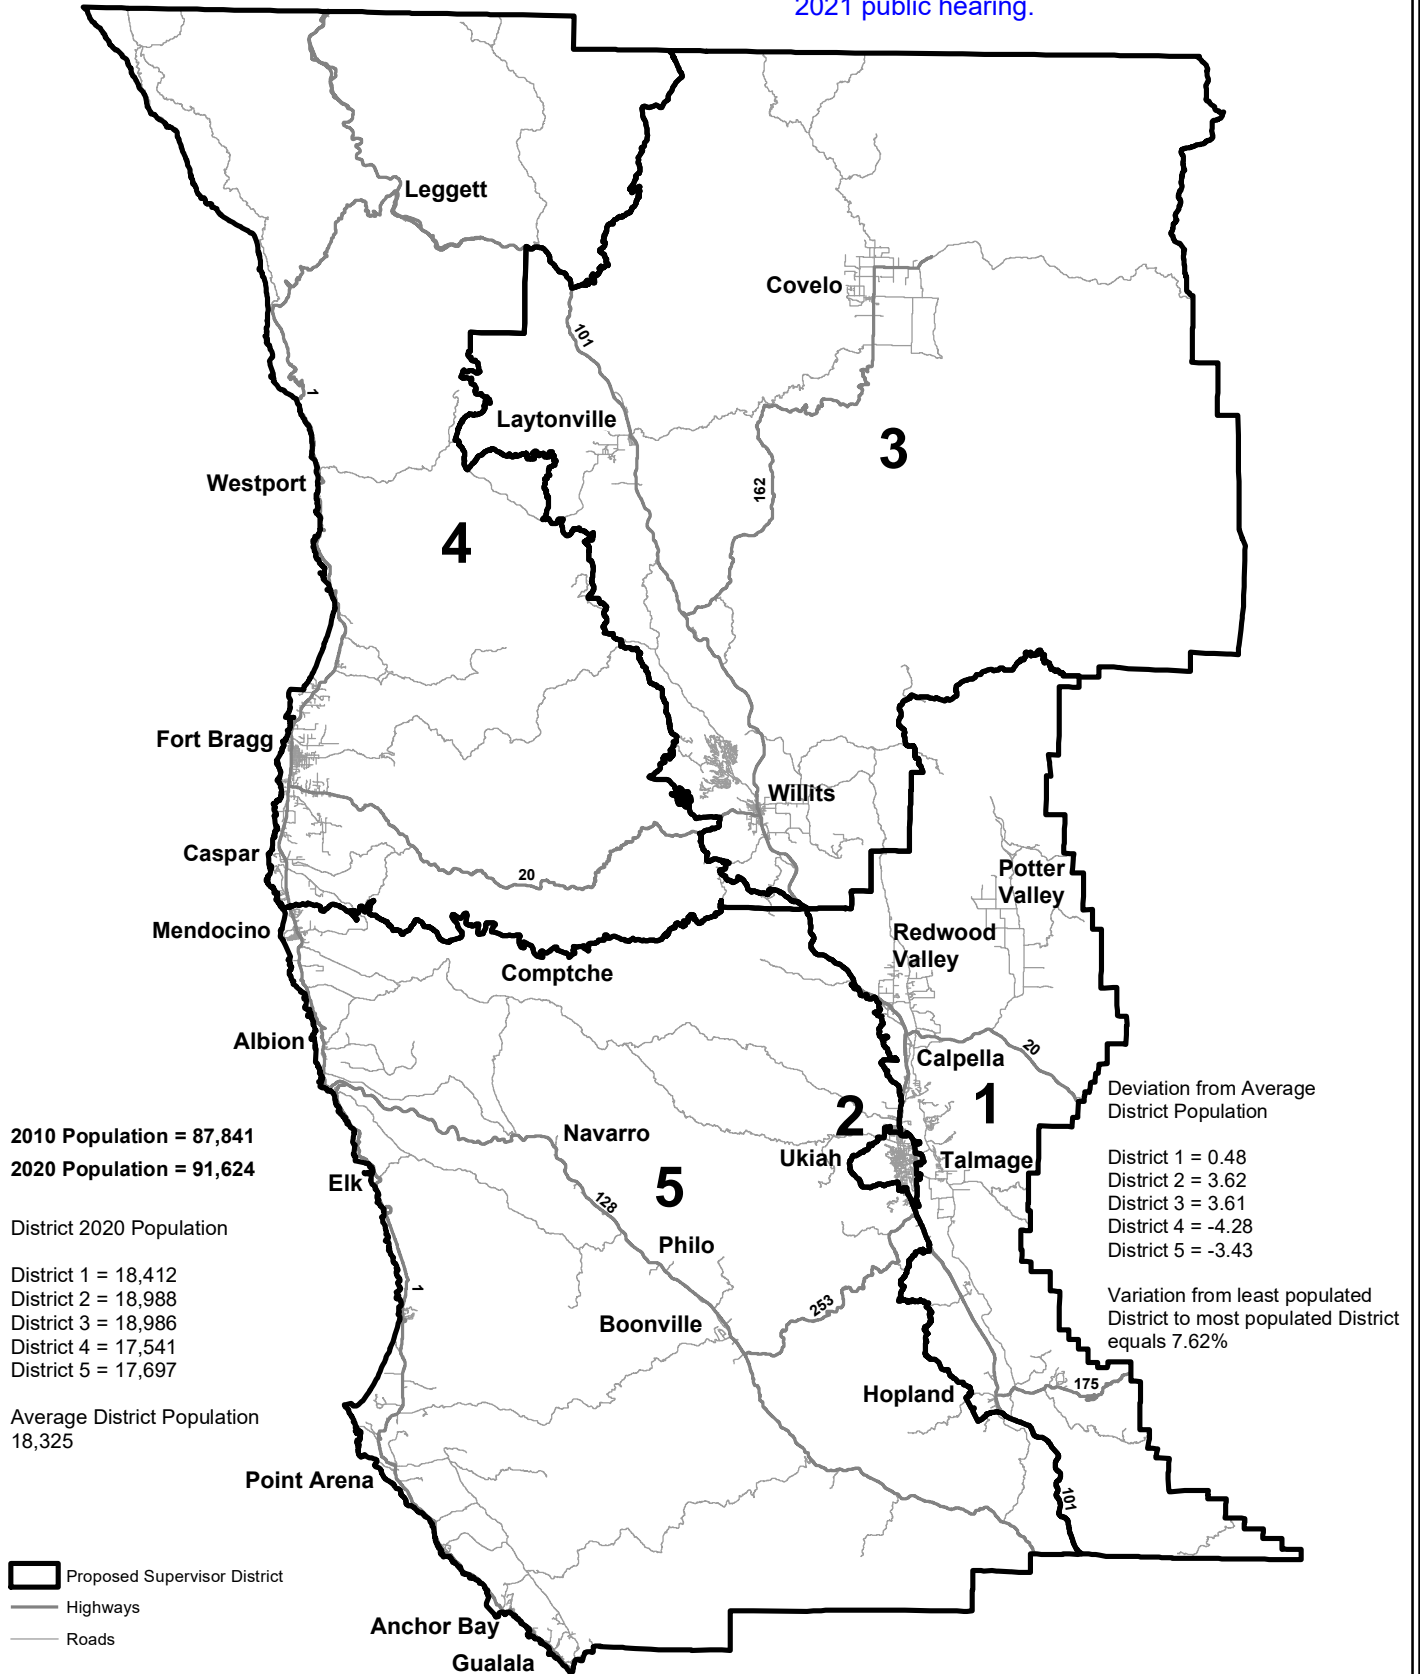 2021 public hearing.
Leggett
Covelo
101
1
Laytonville
3
Westport
162
4
Fort Bragg
Willits
Caspar
20
Potter
Valley
Mendocino
Redwood
Valley
Comptche
Albion
20
Calpella
1
2
Navarro
Ukiah
Talmage
Elk
5
128
Philo
1
253
Boonville
175
Hopland
Point Arena
101
Anchor Bay
Gualala
2010 Population = 87,841
2020 Population = 91,624
District 2020 Population
District 1 = 18,412
District 2 = 18,988
District 3 = 18,986
District 4 = 17,541
District 5 = 17,697
Average District Population
18,325
Deviation from Average
District Population
District 1 = 0.48
District 2 = 3.62
District 3 = 3.61
District 4 = -4.28
District 5 = -3.43
Variation from least populated
District to most populated District
equals 7.62%
Proposed Supervisor District
Highways
Roads